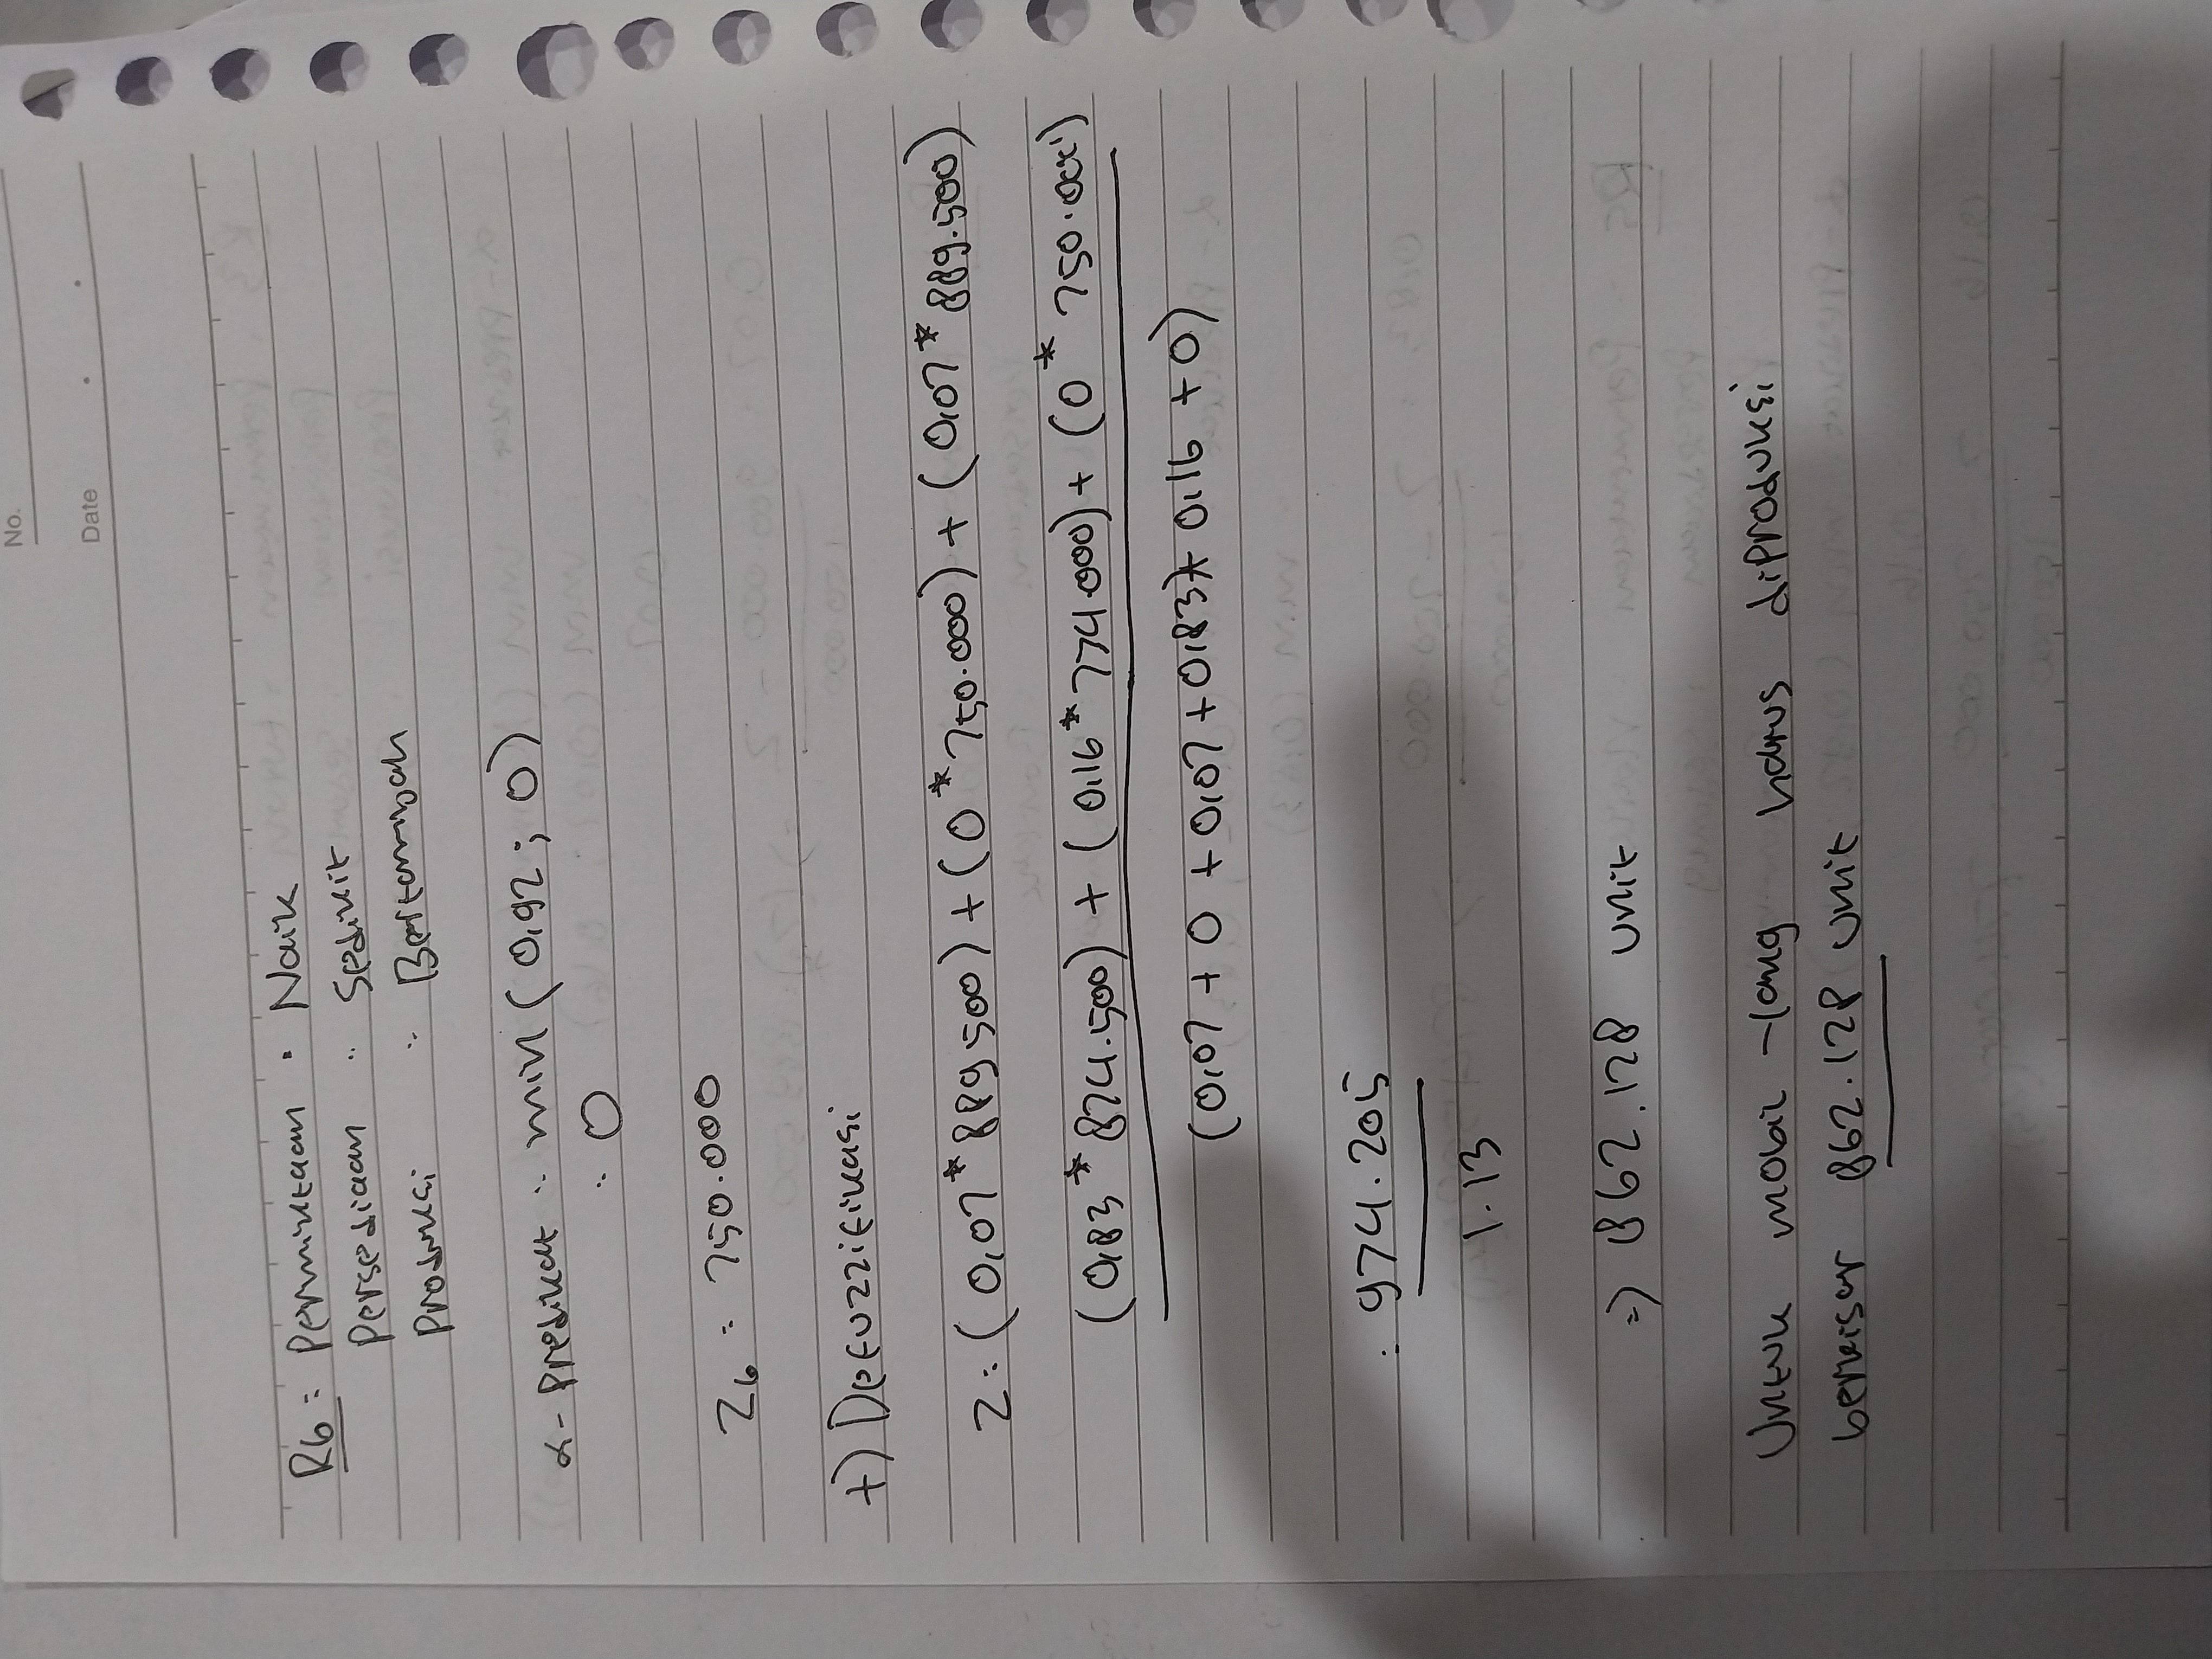 No.
Date
R6 : Permintaan : Naik
Persediaan : Sedikit
Produksi : Bertambah
α- Predikat : min ( 0,92 ; 0 )
: 0
Z6 : 750.000
+) Defuzzifikasi
Z : ( 0,07 * 889 500 ) + ( 0 * 750.000 ) + ( 0,07 * 889.500 )
( 0,83 * 874.500 ) + ( 0,16 * 774.000 ) + ( 0 * 750.000 )
( 0,07 + 0 + 0,07 + 0,83 + 0,16 + 0 )
: 974.205
1.13
=> 862.128 unit
Untuk mobil harus diproduksi
berkisar 862.128 unit